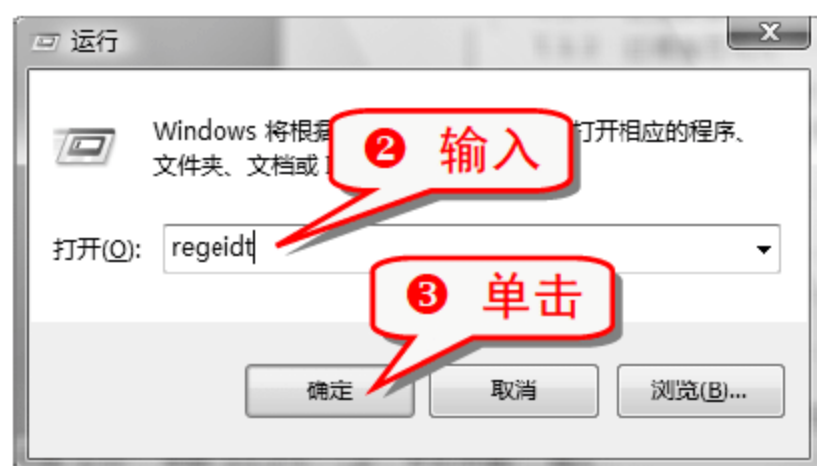 运行
Windows 将根
打开相应的程序、
文件夹、文档或
❷ 输入
打开(O): regeidt
❸ 单击
确定
取消
浏览(B)...